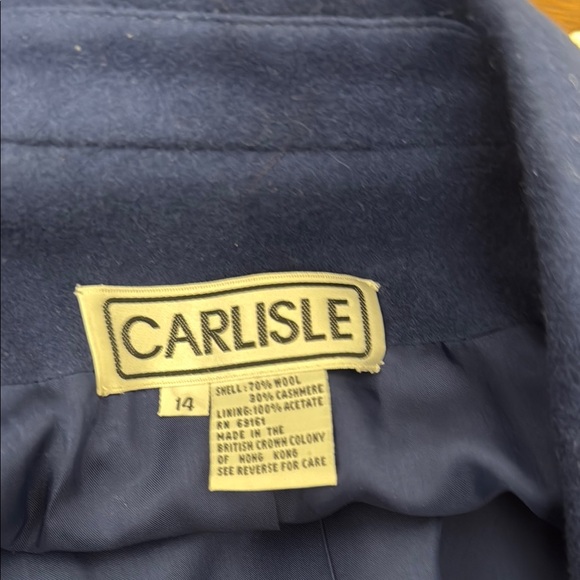 CARLISLE
14
SHELL: 70% WOOL
30% CASHMERE
LINING: 100% ACETATE
RN 69161
MADE IN THE
BRITISH CROWN COLONY
OF HONG KONG
SEE REVERSE FOR CARE